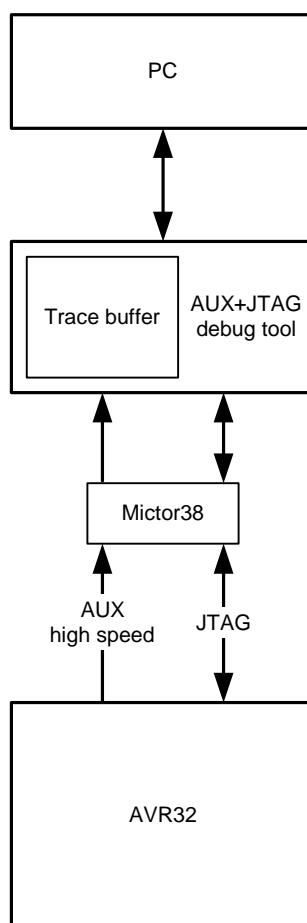 PC
Trace buffer
AUX+JTAG
debug tool
Mictor38
AUX
high speed
JTAG
AVR32